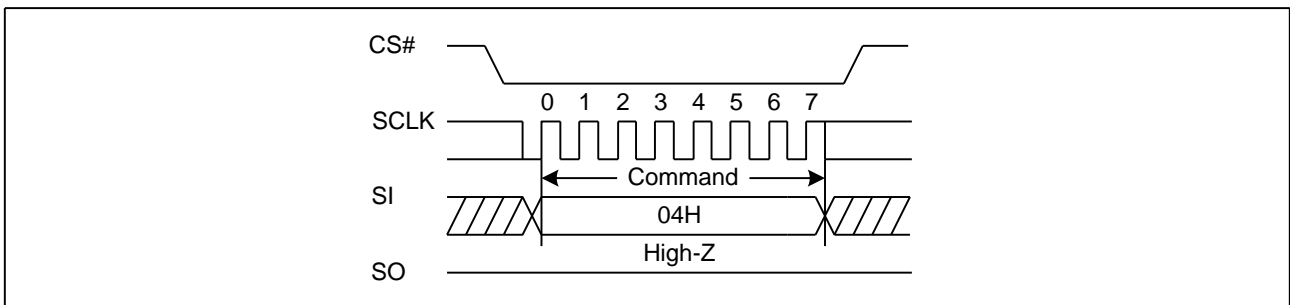 CS#
0 1 2 3 4 5 6 7
SCLK
Command
SI
04H
High-Z
SO